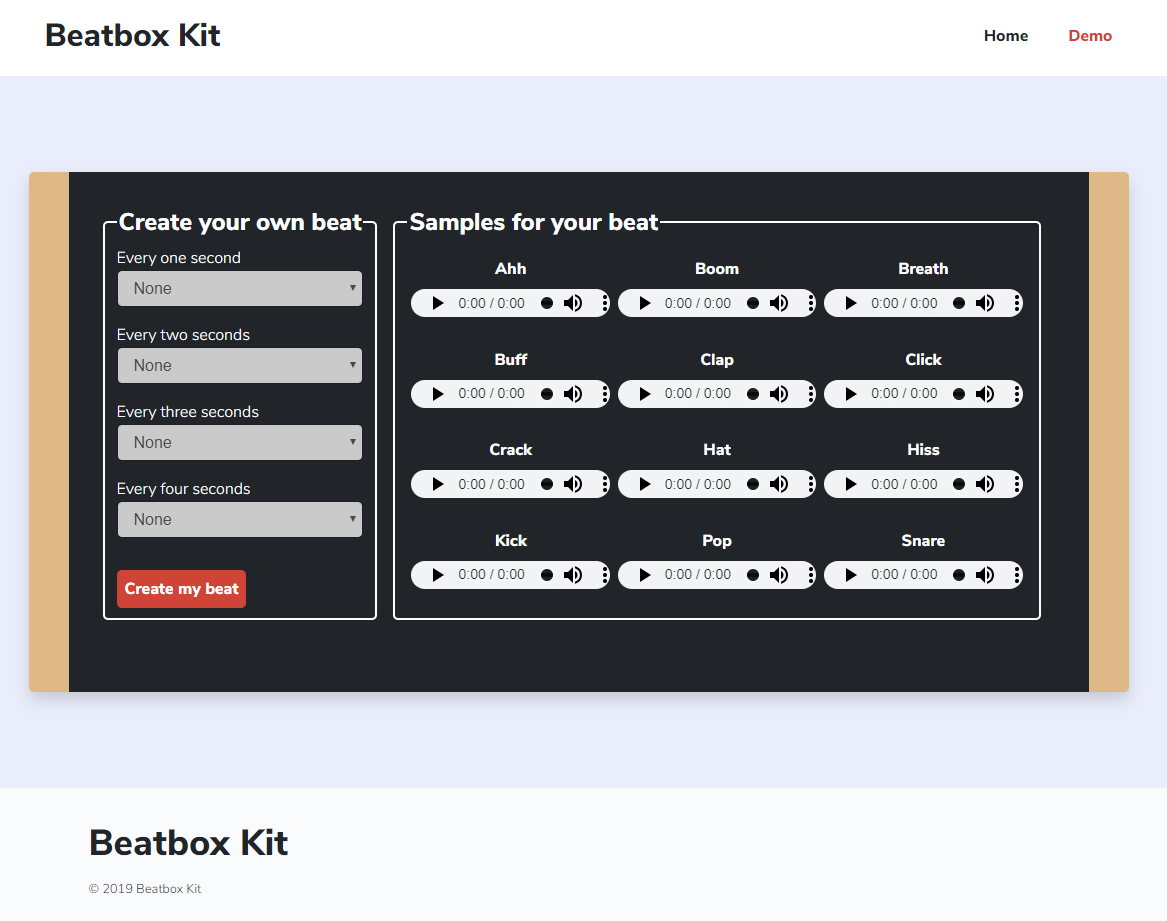 Beatbox Kit
Home
Demo
Create your own beat
Every one second
None
Every two seconds
None
Every three seconds
None
Every four seconds
None
Create my beat
Samples for your beat
Ahh Boom Breath
0:00 / 0:00 0:00 / 0:00 0:00 / 0:00
Buff Clap Click
0:00 / 0:00 0:00 / 0:00 0:00 / 0:00
Crack Hat Hiss
0:00 / 0:00 0:00 / 0:00 0:00 / 0:00
Kick Pop Snare
0:00 / 0:00 0:00 / 0:00 0:00 / 0:00
Beatbox Kit
© 2019 Beatbox Kit